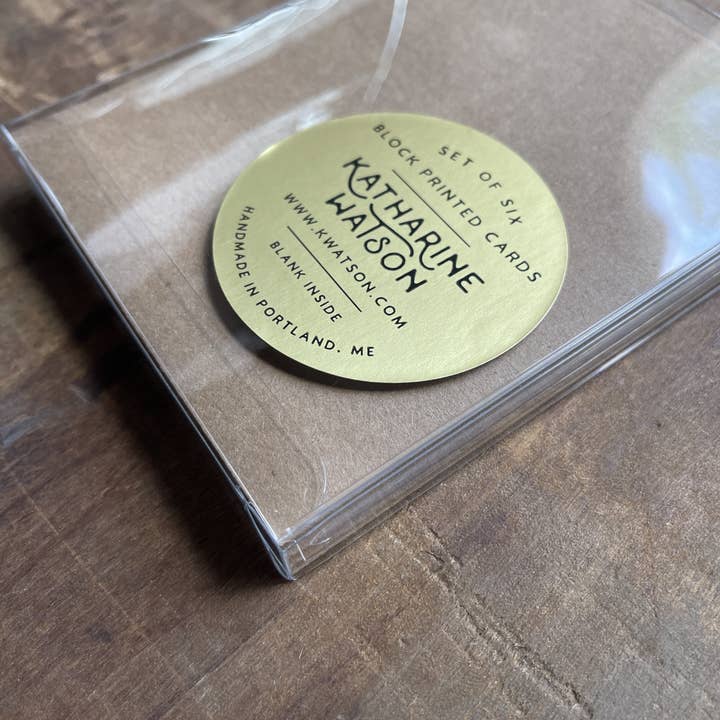 SET OF SIX
BLOCK PRINTED CARDS
KATHARINE
WATSON
WWW.KWATSON.COM
BLANK INSIDE
HANDMADE IN PORTLAND. ME